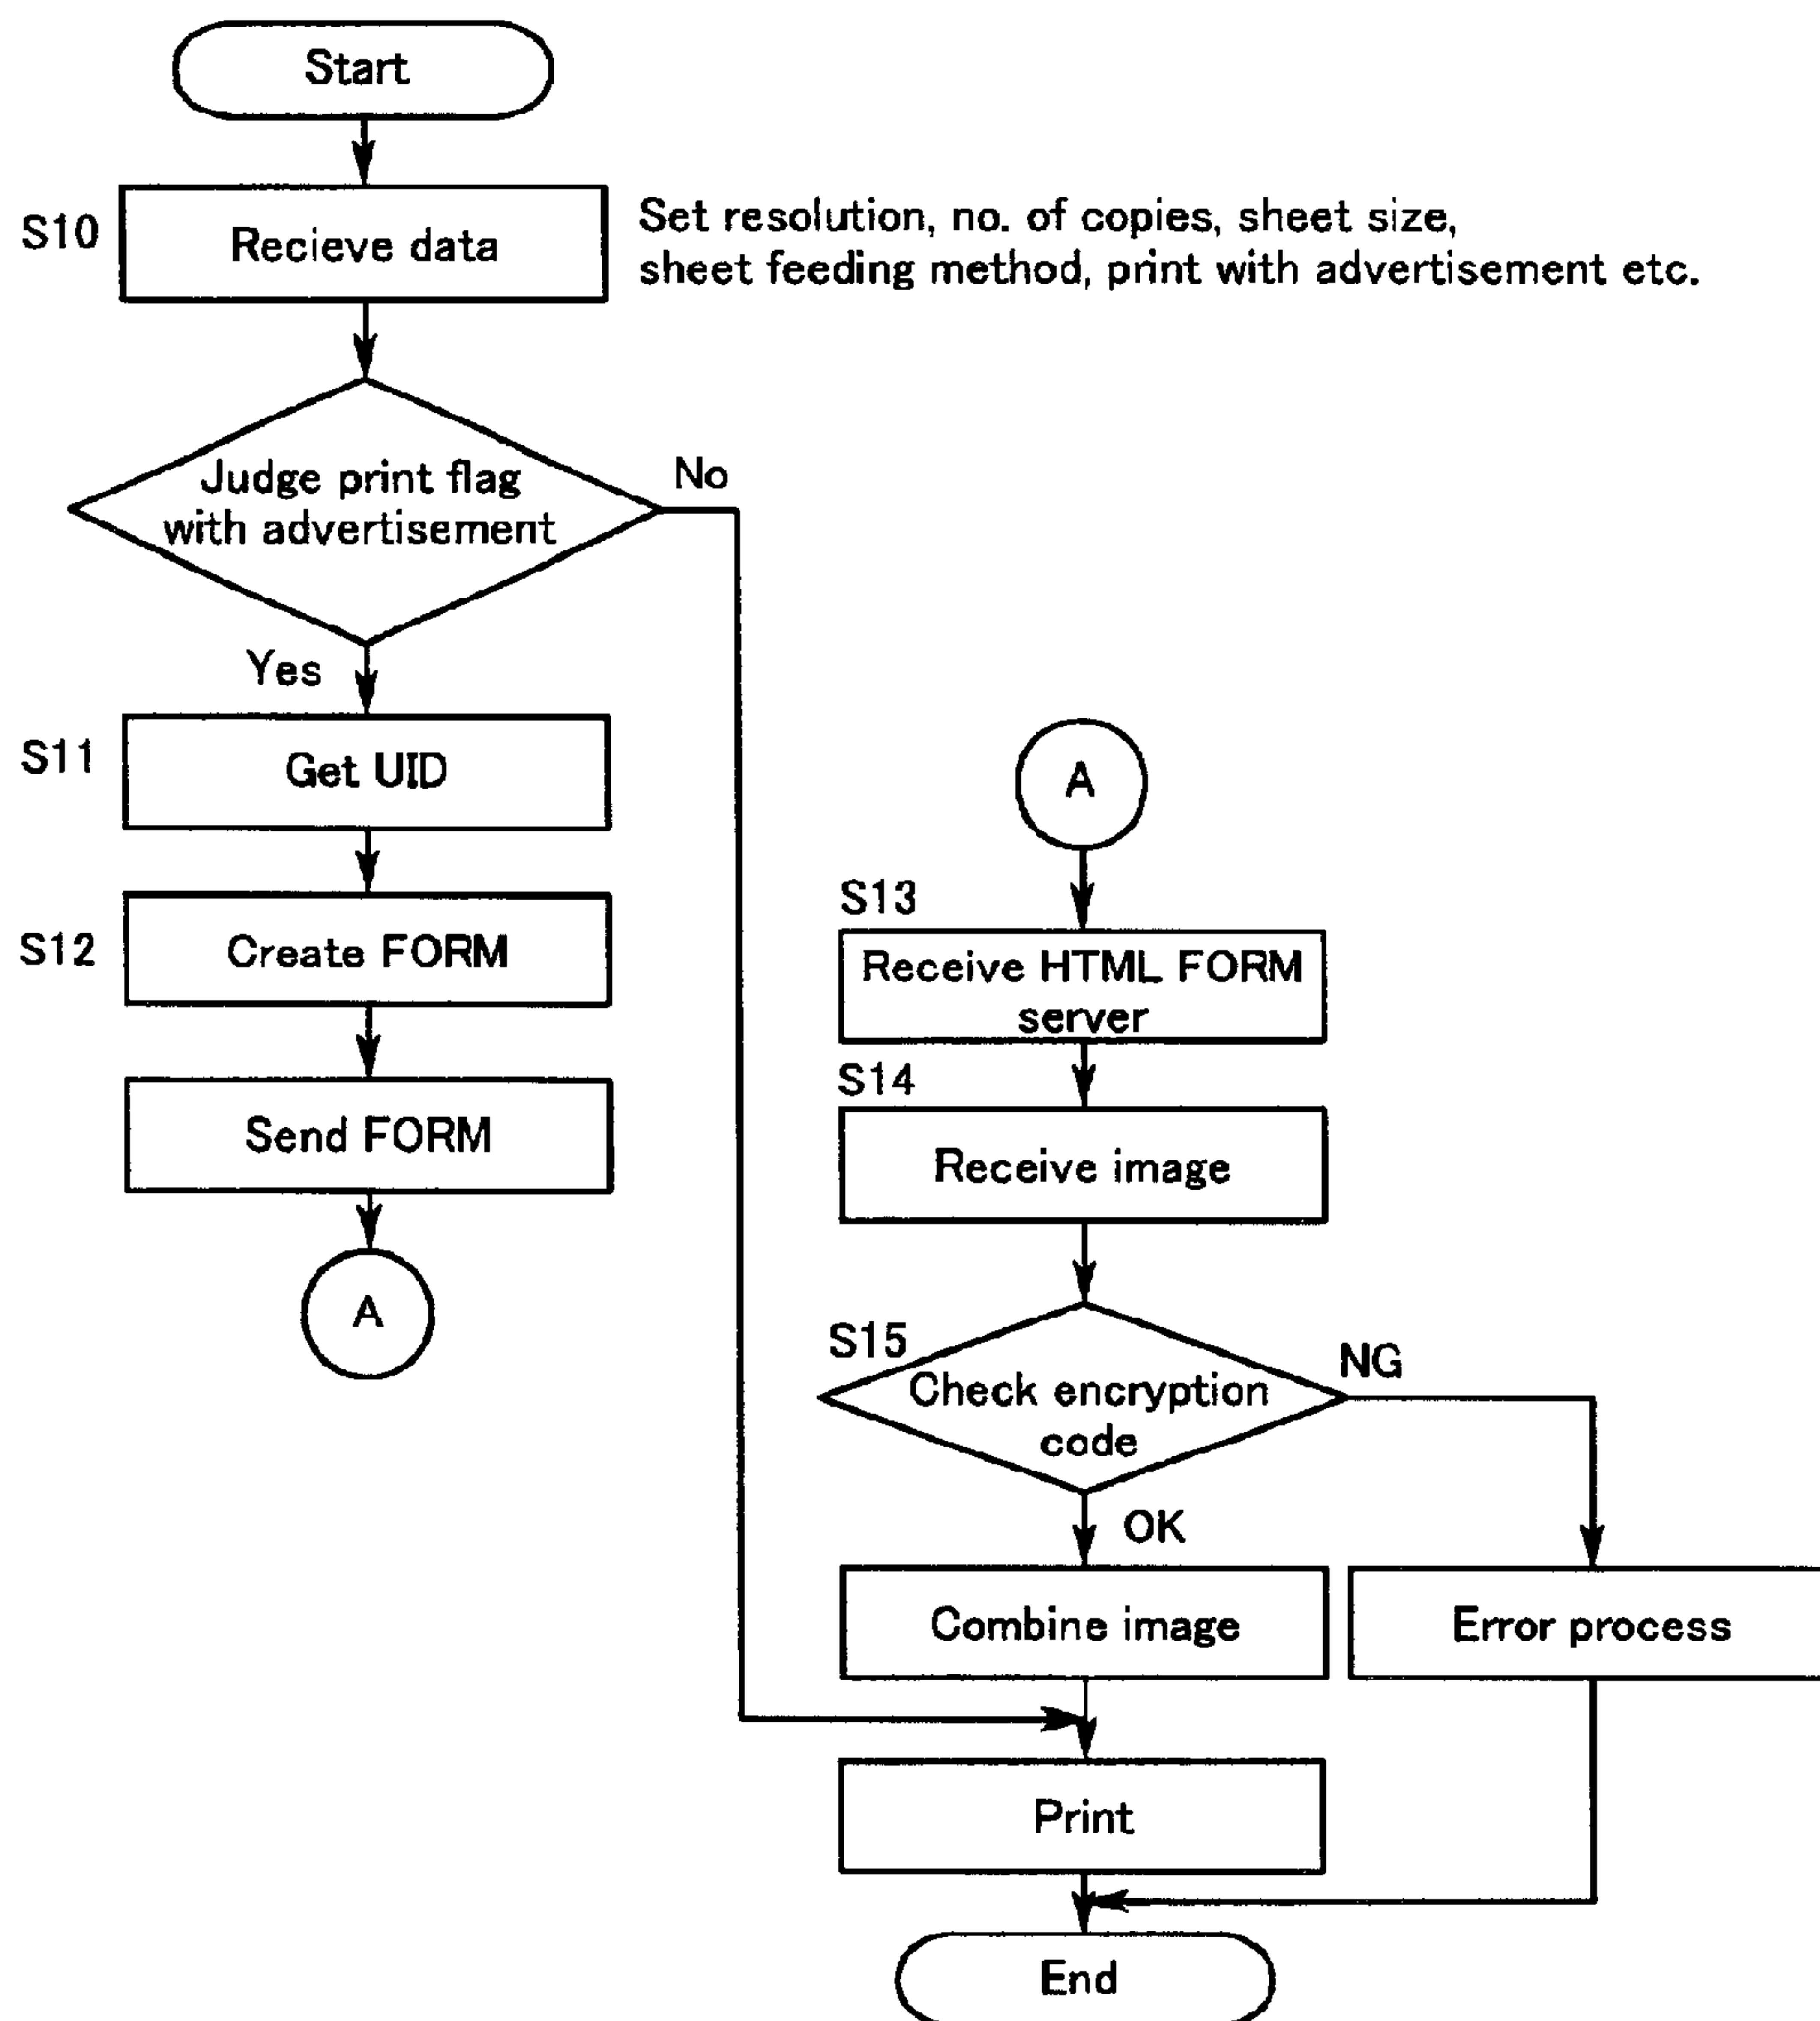 Start
S10
Recieve data
Set resolution, no. of copies, sheet size,
sheet feeding method, print with advertisement etc.
Judge print flag
with advertisement
No
Yes
S11
Get UID
S12
Create FORM
Send FORM
A
A
S13
Receive HTML FORM
server
S14
Receive image
S15
Check encryption
code
NG
OK
Combine image
Error process
Print
End